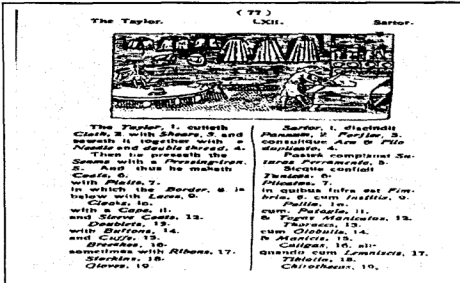 ( 77 )
The Taylor. LXII. Sartor.
The Taylor, 1. cutteth
Cloth, 2. with Shears, 3. and
seweth it together with a
Needle and double thread. 4.
Then he presseth the
Seams with a Pressing-iron,
5. And thus he maketh
Coats, 6.
with Plaits, 7.
in which the Border, 8. is
below with Laces, 9.
Cloaks, 10.
with a Cape, 11.
and Sleeve Coats, 12.
Doublets, 13.
with Buttons, 14.
and Cuffs, 15.
Breeches, 16.
sometimes with Ribons, 17.
Stockins, 18.
Gloves, 19.
Sartor, 1. discindit
Pannum, 2. Forfice, 3.
consuitque Acu & Filo
duplicato, 4.
Posteà complanat
Ferramento, 5.
Sicque conficit
Tunicas, 6.
Plicatas, 7.
in quibus infra est Fim-
bria, 8. cum Institis, 9.
Pallia, 10.
cum Patagio, 11.
& Togas Manicatas, 12.
Thoraces, 13.
cum Globulis, 14.
& Manicis, 15.
Caligas, 16. ali-
quando cum Lemniscis, 17.
Tibialia, 18.
Chirothecas, 19.